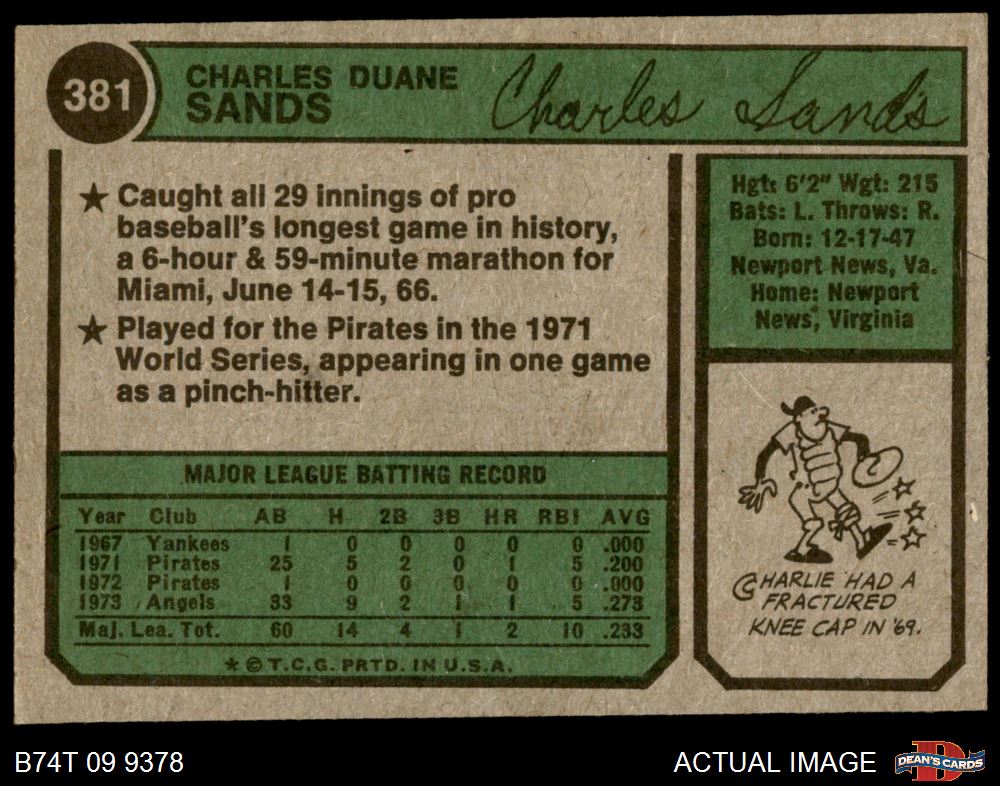 381
CHARLES DUANE
SANDS
Charles Sands
★ Caught all 29 innings of pro
baseball's longest game in history,
a 6-hour & 59-minute marathon for
Miami, June 14-15, 66.
★ Played for the Pirates in the 1971
World Series, appearing in one game
as a pinch-hitter.
Hgt: 6'2" Wgt: 215
Bats: L. Throws: R.
Born: 12-17-47
Newport News, Va.
Home: Newport
News, Virginia
MAJOR LEAGUE BATTING RECORD
Year Club AB H 2B 3B HR RBI AVG
1967 Yankees 1 0 0 0 0 0 .000
1971 Pirates 25 5 2 0 1 5 .200
1972 Pirates 1 0 0 0 0 0 .000
1973 Angels 33 9 2 1 1 5 .273
Maj. Lea. Tot. 60 14 4 1 2 10 .233
★ © T.C.G. PRTD. IN U.S.A.
CHARLIE HAD A
FRACTURED
KNEE CAP IN '69.
B74T 09 9378
ACTUAL IMAGE
DEAN'S CARDS